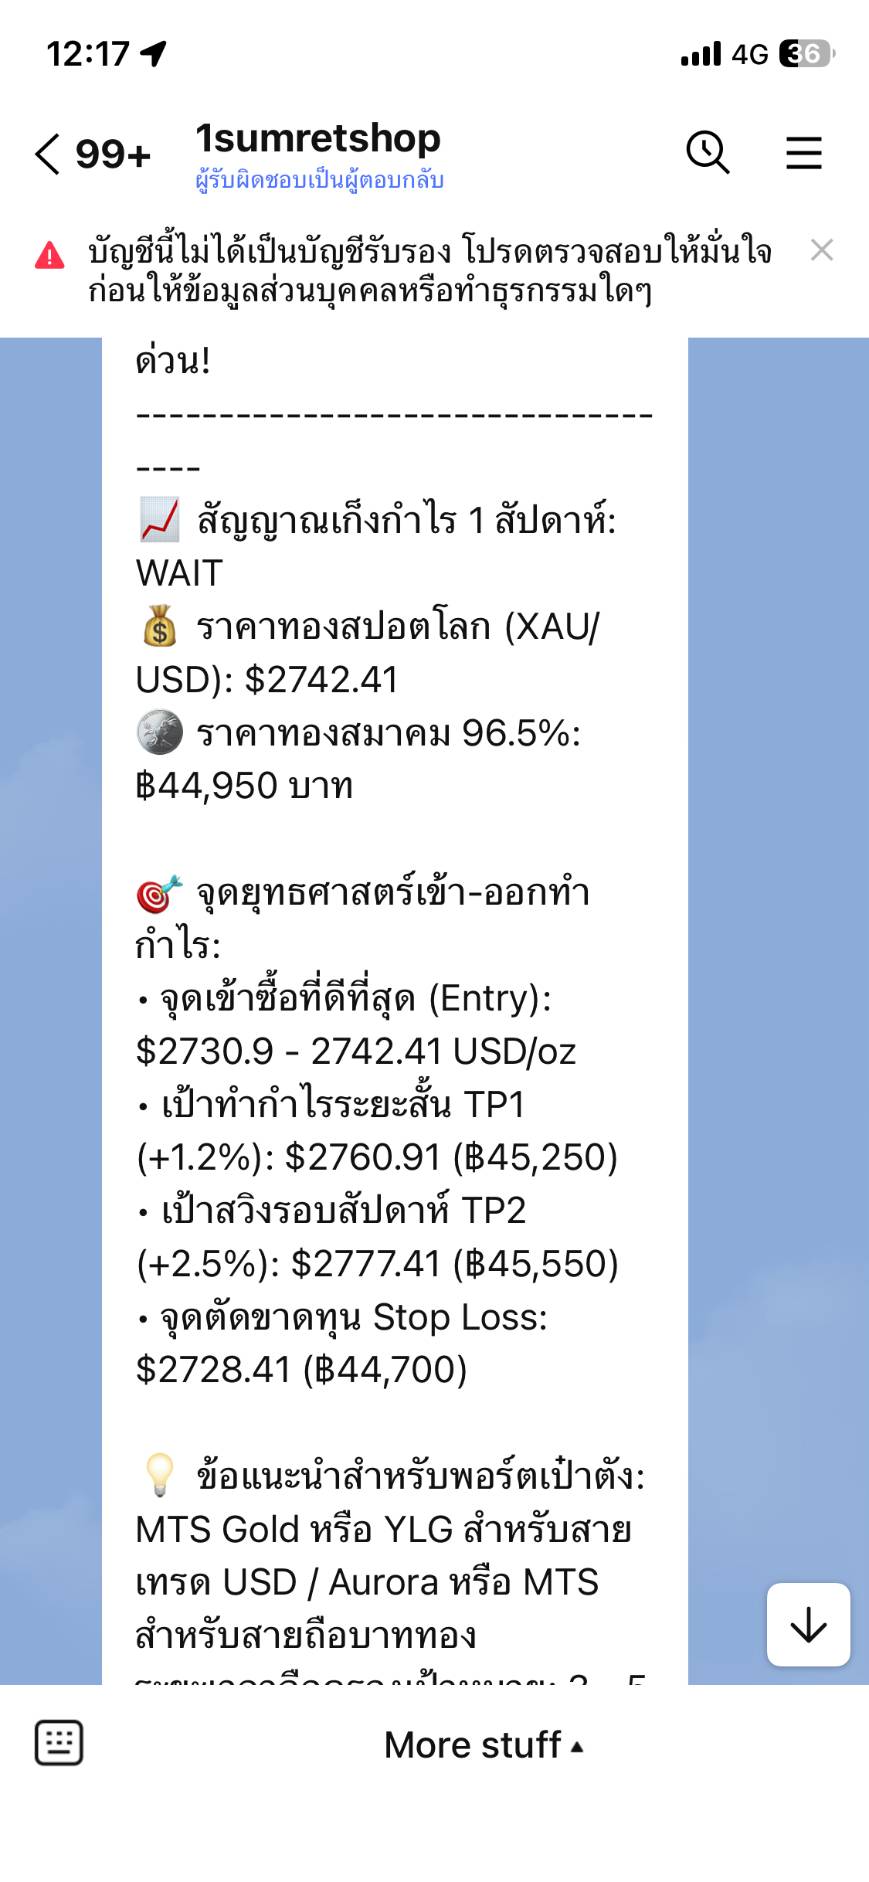 12:17
4G 36
99+
1sumretshop
ผู้รับผิดชอบเป็นผู้ตอบกลับ
บัญชีนี้ไม่ได้เป็นบัญชีรับรอง โปรดตรวจสอบให้มั่นใจ
ก่อนให้ข้อมูลส่วนบุคคลหรือทำธุรกรรมใดๆ
ด่วน!
-------------------------------
----
📈 สัญญาณเก็งกำไร 1 สัปดาห์:
WAIT
💰 ราคาทองสปอตโลก (XAU/
USD): $2742.41
🪙 ราคาทองสมาคม 96.5%:
฿44,950 บาท
🎯 จุดยุทธศาสตร์เข้า-ออกทำ
กำไร:
• จุดเข้าซื้อที่ดีที่สุด (Entry):
$2730.9 - 2742.41 USD/oz
• เป้าทำกำไรระยะสั้น TP1
(+1.2%): $2760.91 (฿45,250)
• เป้าสวิงรอบสัปดาห์ TP2
(+2.5%): $2777.41 (฿45,550)
• จุดตัดขาดทุน Stop Loss:
$2728.41 (฿44,700)
💡 ข้อแนะนำสำหรับพอร์ตเป๋าตัง:
MTS Gold หรือ YLG สำหรับสาย
เทรด USD / Aurora หรือ MTS
สำหรับสายถือบาททอง
More stuff ▴